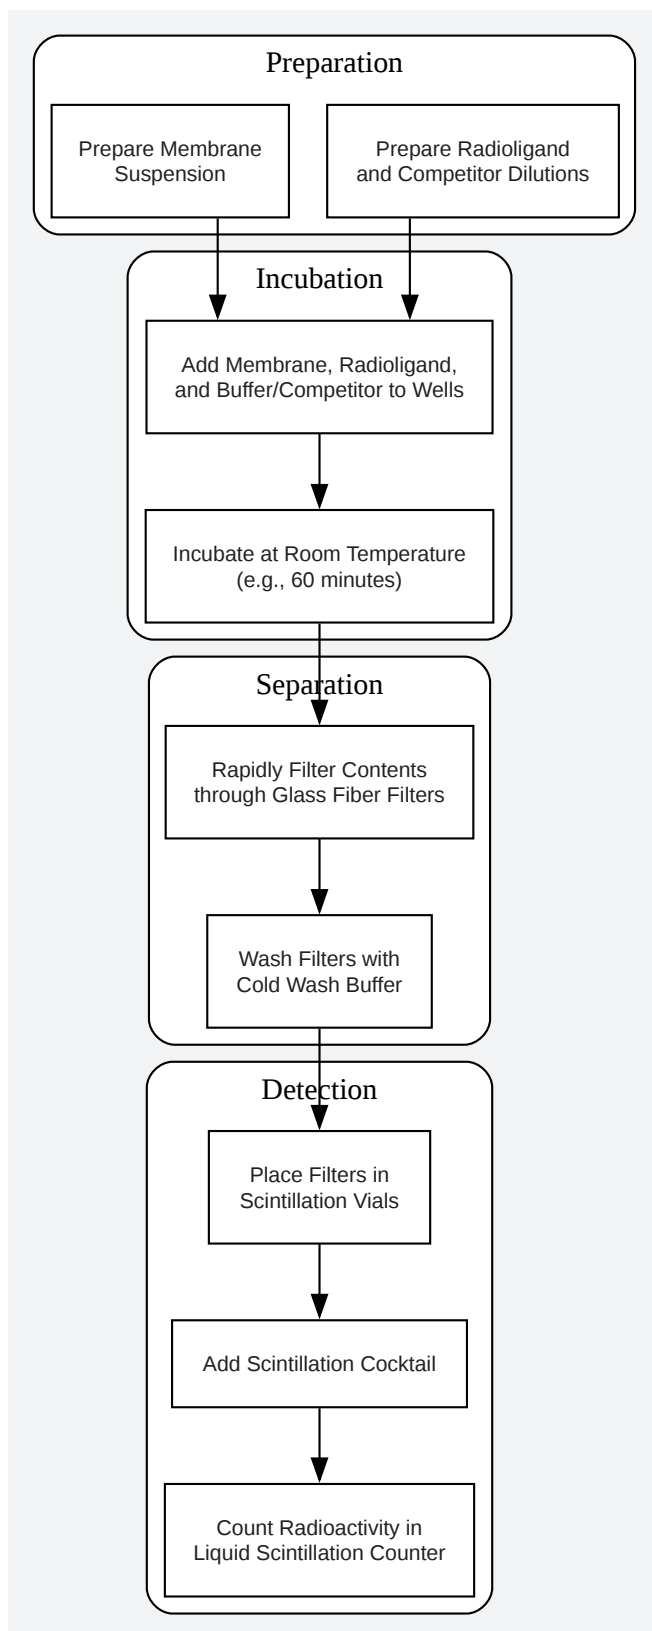 Preparation
Prepare Membrane
Suspension
Prepare Radioligand
and Competitor Dilutions
Incubation
Add Membrane, Radioligand,
and Buffer/Competitor to Wells
Incubate at Room Temperature
(e.g., 60 minutes)
Separation
Rapidly Filter Contents
through Glass Fiber Filters
Wash Filters with
Cold Wash Buffer
Detection
Place Filters in
Scintillation Vials
Add Scintillation Cocktail
Count Radioactivity in
Liquid Scintillation Counter